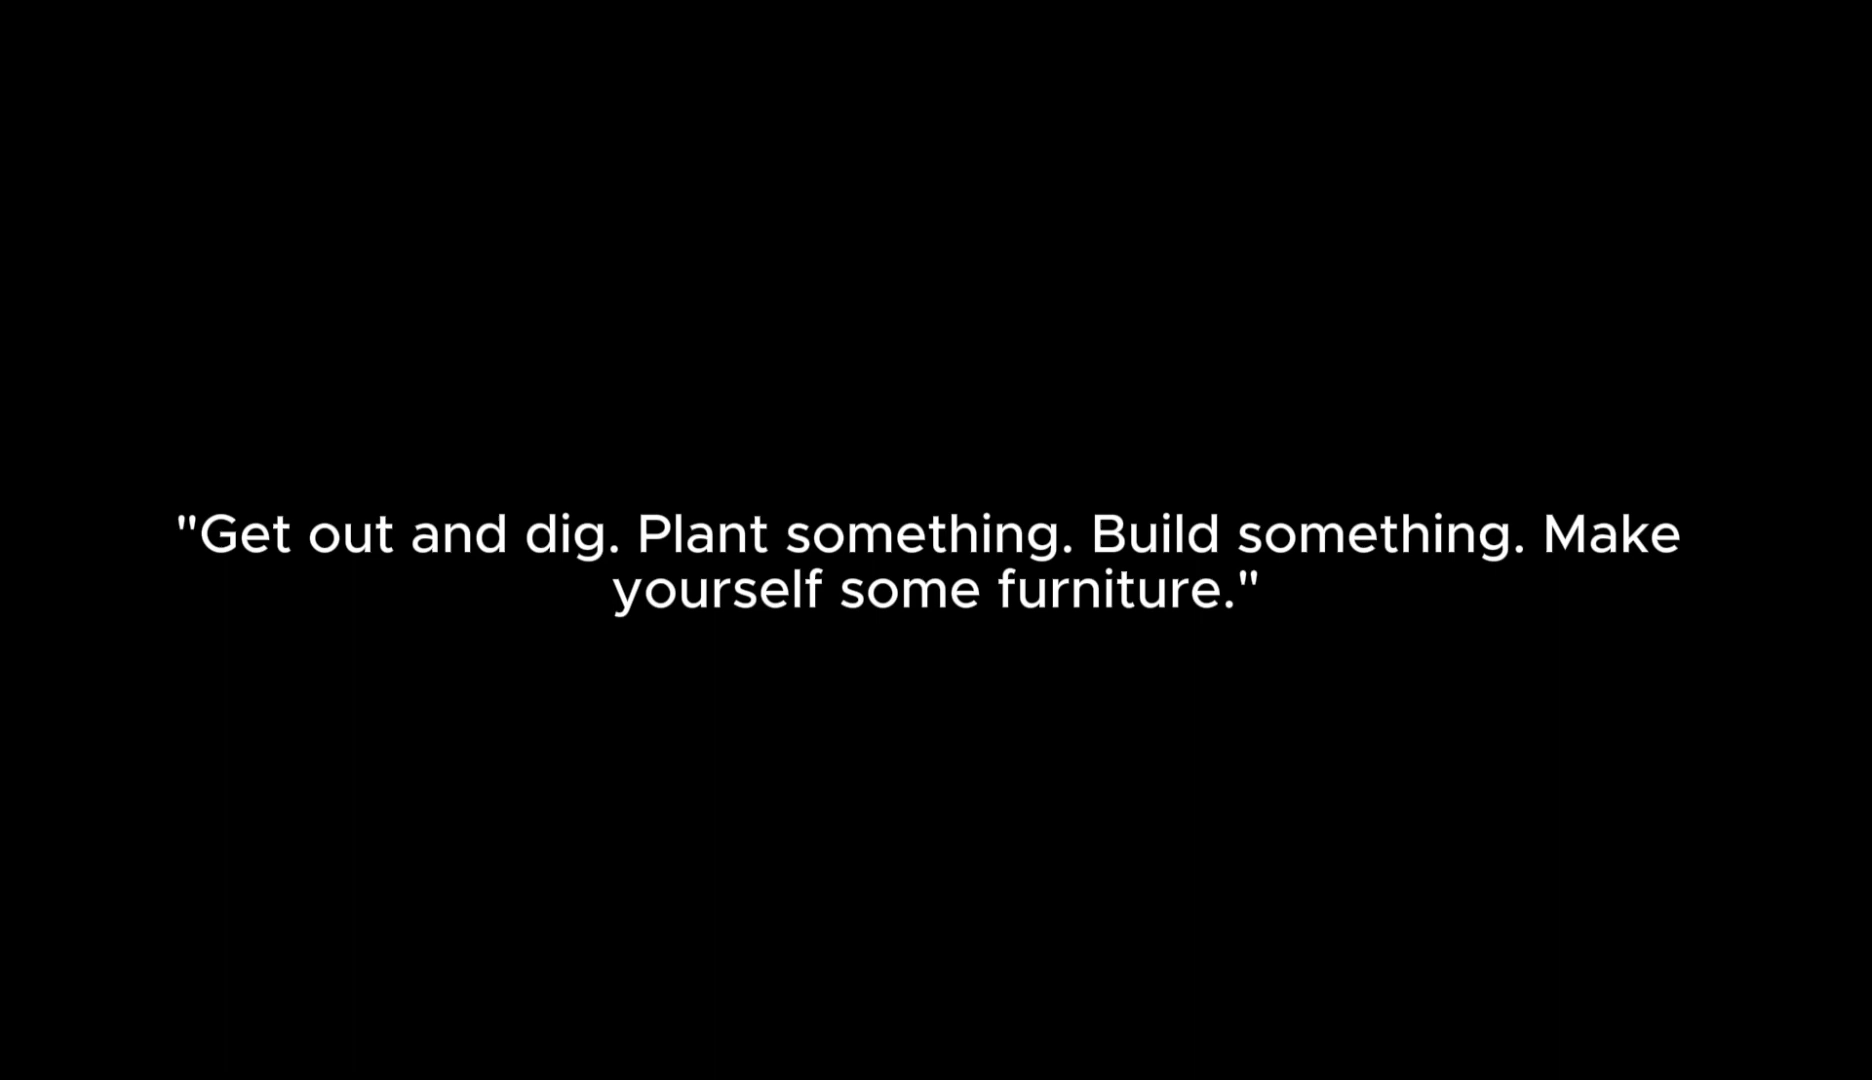 "Get out and dig. Plant something. Build something. Make
yourself some furniture."